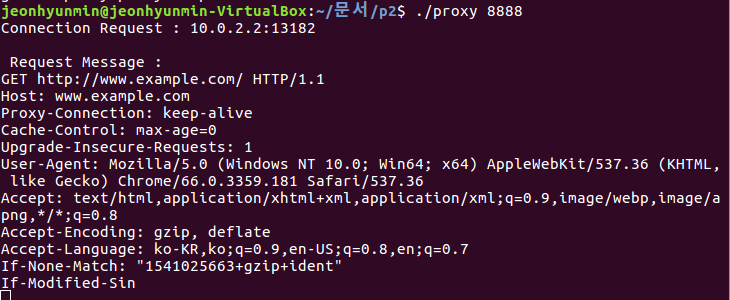 jeonhyunmin@jeonhyunmin-VirtualBox:~/문서/p2$ ./proxy 8888
Connection Request : 10.0.2.2:13182
Request Message :
GET http://www.example.com/ HTTP/1.1
Host: www.example.com
Proxy-Connection: keep-alive
Cache-Control: max-age=0
Upgrade-Insecure-Requests: 1
User-Agent: Mozilla/5.0 (Windows NT 10.0; Win64; x64) AppleWebKit/537.36 (KHTML,
 like Gecko) Chrome/66.0.3359.181 Safari/537.36
Accept: text/html,application/xhtml+xml,application/xml;q=0.9,image/webp,image/a
png,*/*;q=0.8
Accept-Encoding: gzip, deflate
Accept-Language: ko-KR,ko;q=0.9,en-US;q=0.8,en;q=0.7
If-None-Match: "1541025663+gzip+ident"
If-Modified-Sin